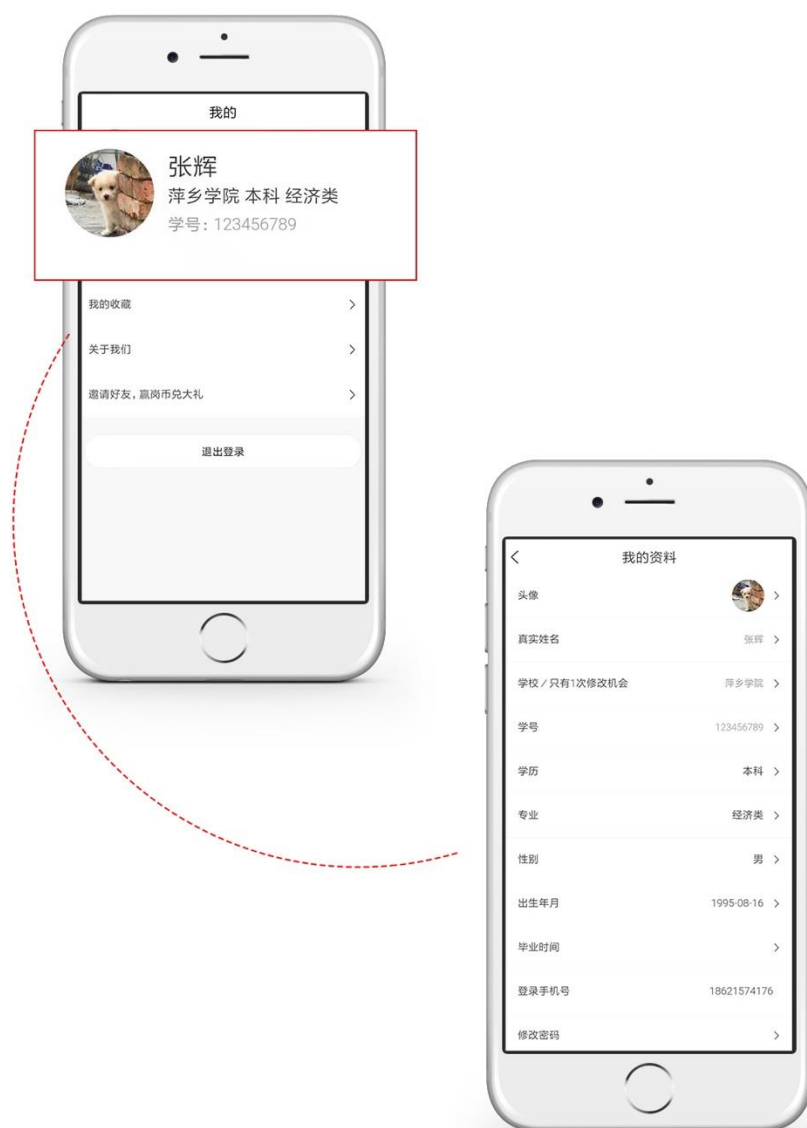 我的
张辉
萍乡学院 本科 经济类
学号: 123456789
我的收藏
关于我们
邀请好友，赢岗币兑大礼
退出登录
我的资料
头像
真实姓名 张辉
学校／只有1次修改机会 萍乡学院
学号 123456789
学历 本科
专业 经济类
性别 男
出生年月 1995-08-16
毕业时间
登录手机号 18621574176
修改密码